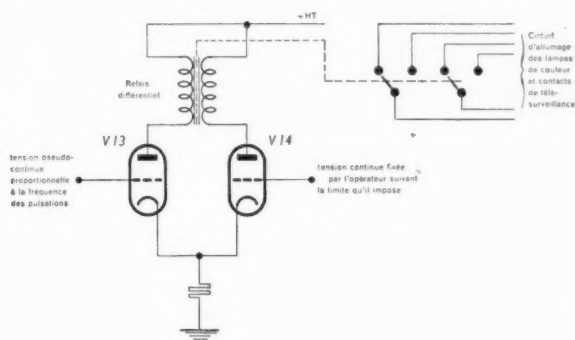 + HT
Relais
différentiel
V13
V14
tension pseudo-
continue
proportionnelle
à la fréquence
des pulsations
tension continue fixée
par l'opérateur suivant
la limite qu'il impose
Circuit
d'allumage
des lampes
de couleur
et contacts
de télé-
surveillance